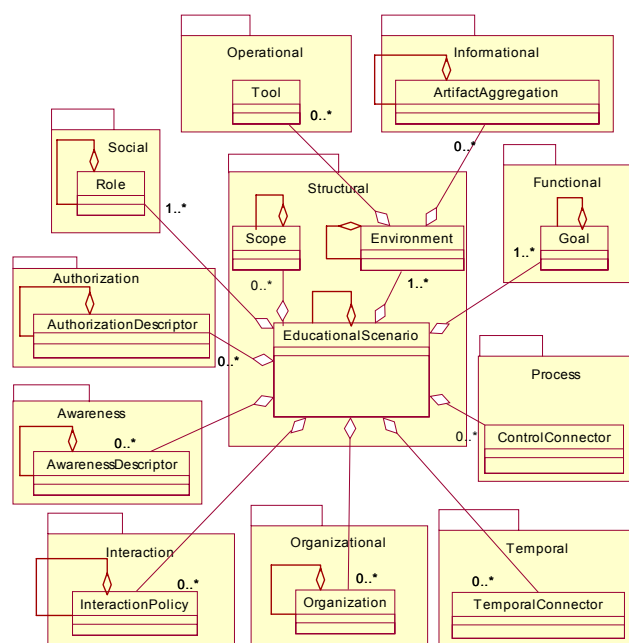 Operational
Tool
0..*
Informational
ArtifactAggregation
0..*
Social
Role
1..*
Structural
Scope
0..*
Environment
1..*
Functional
Goal
1..*
Authorization
AuthorizationDescriptor
0..*
EducationalScenario
Process
ControlConnector
0..*
Awareness
AwarenessDescriptor
0..*
Interaction
InteractionPolicy
0..*
Organizational
Organization
0..*
Temporal
TemporalConnector
0..*